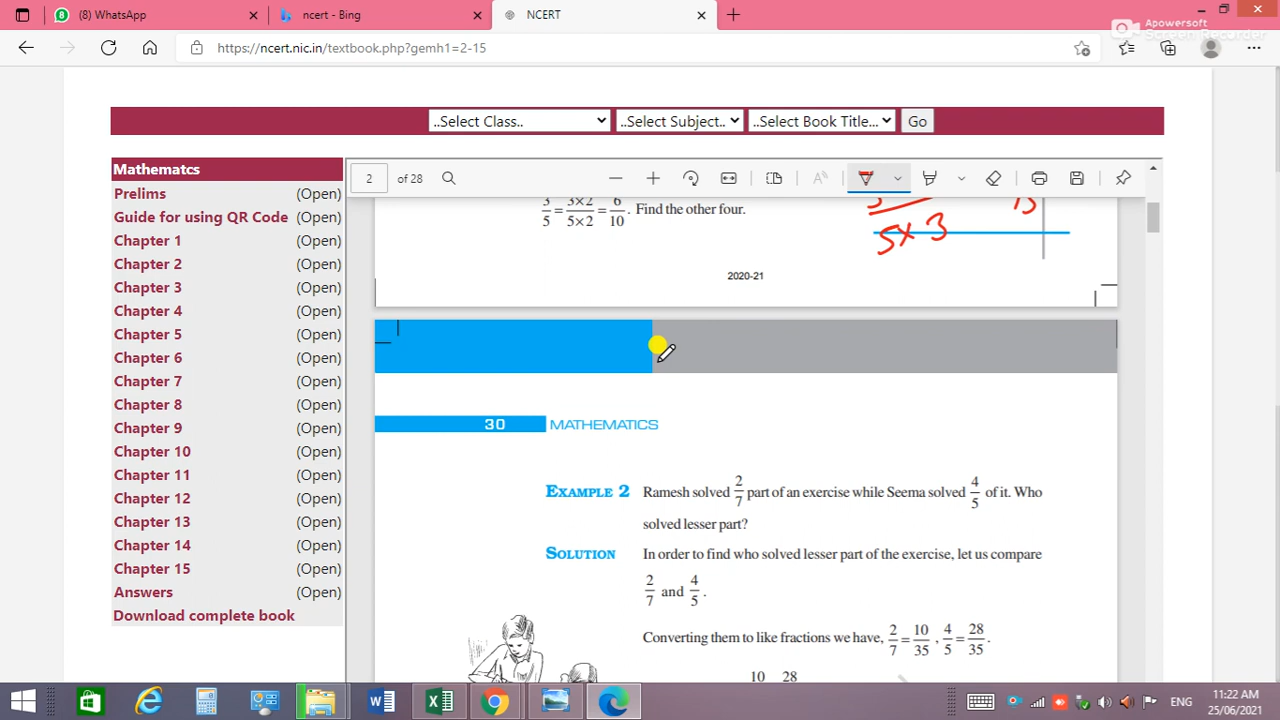 (8) WhatsApp
ncert - Bing
NCERT
Apowersoft
Screen Recorder
https://ncert.nic.in/textbook.php?gemh1=2-15
..Select Class..
..Select Subject..
..Select Book Title...
Go
Mathematcs
Prelims (Open)
Guide for using QR Code (Open)
Chapter 1 (Open)
Chapter 2 (Open)
Chapter 3 (Open)
Chapter 4 (Open)
Chapter 5 (Open)
Chapter 6 (Open)
Chapter 7 (Open)
Chapter 8 (Open)
Chapter 9 (Open)
Chapter 10 (Open)
Chapter 11 (Open)
Chapter 12 (Open)
Chapter 13 (Open)
Chapter 14 (Open)
Chapter 15 (Open)
Answers (Open)
Download complete book
2 of 28
3/5 = 3×2/5×2 = 6/10. Find the other four.
5 × 3
15
2020-21
30 MATHEMATICS
EXAMPLE 2 Ramesh solved 2/7 part of an exercise while Seema solved 4/5 of it. Who
solved lesser part?
SOLUTION In order to find who solved lesser part of the exercise, let us compare
2/7 and 4/5.
Converting them to like fractions we have, 2/7 = 10/35, 4/5 = 28/35.
10 28
ENG
11:22 AM
25/06/2021